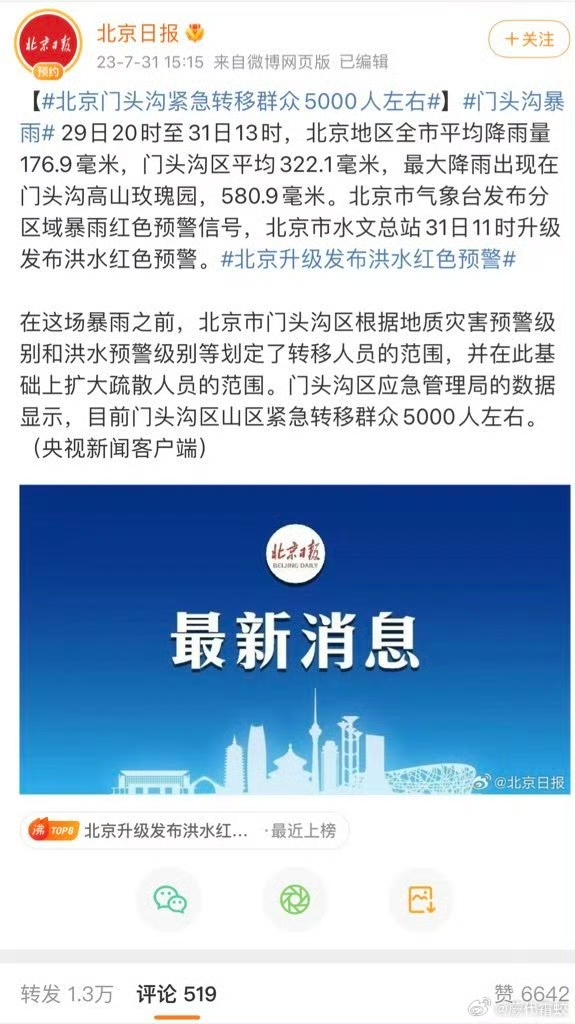 北京日报
预约
北京日报
+关注
23-7-31 15:15 来自微博网页版 已编辑
【#北京门头沟紧急转移群众5000人左右#】#门头沟暴
雨# 29日20时至31日13时，北京地区全市平均降雨量
176.9毫米，门头沟区平均322.1毫米，最大降雨出现在
门头沟高山玫瑰园，580.9毫米。北京市气象台发布分
区域暴雨红色预警信号，北京市水文总站31日11时升级
发布洪水红色预警。#北京升级发布洪水红色预警#
在这场暴雨之前，北京市门头沟区根据地质灾害预警级
别和洪水预警级别等划定了转移人员的范围，并在此基
础上扩大疏散人员的范围。门头沟区应急管理局的数据
显示，目前门头沟区山区紧急转移群众5000人左右。
（央视新闻客户端）
北京日报
BEIJING DAILY
最新消息
@北京日报
沸 TOP8 北京升级发布洪水红... ·最近上榜
转发 1.3万 评论 519 赞 6642